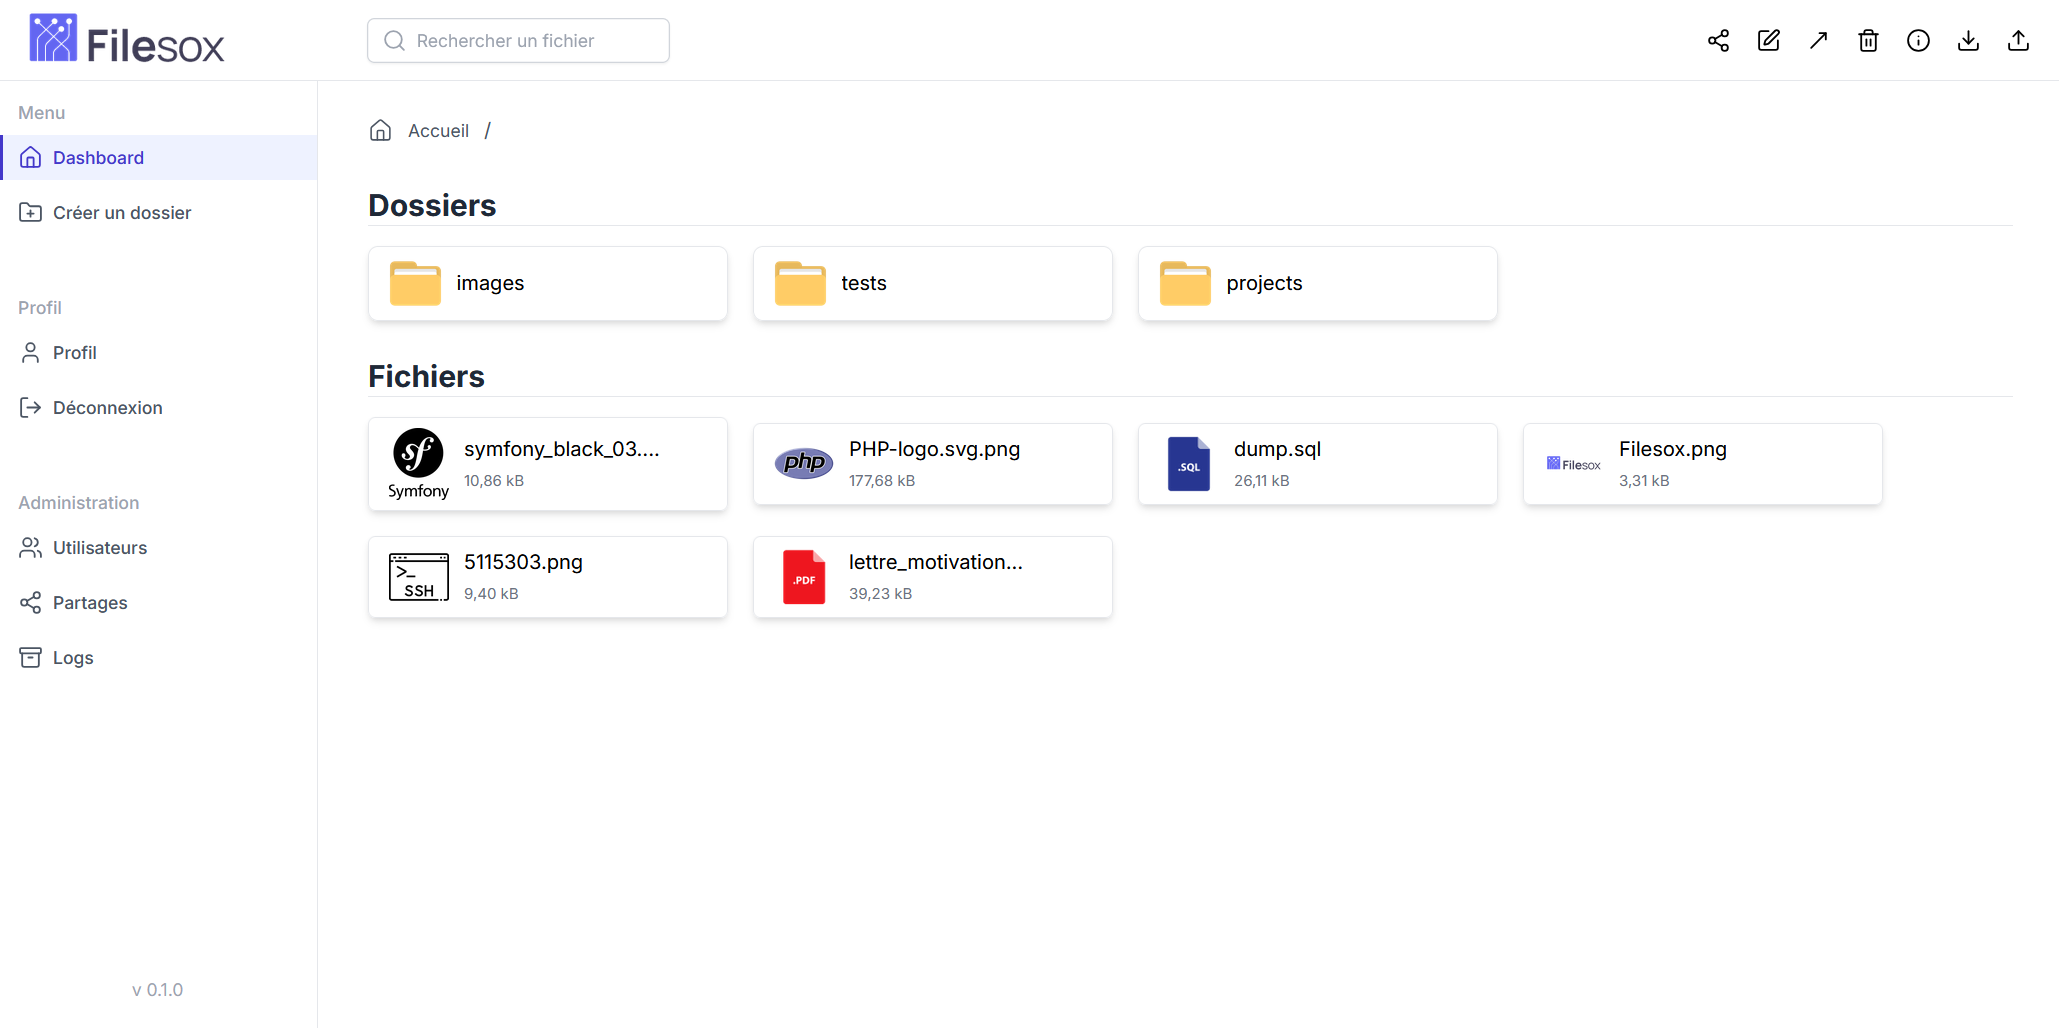 Filesox
Rechercher un fichier
Menu
Dashboard
Créer un dossier
Profil
Profil
Déconnexion
Administration
Utilisateurs
Partages
Logs
v 0.1.0
Accueil /
Dossiers
images
tests
projects
Fichiers
sf
Symfony
symfony_black_03....
10,86 kB
php
PHP-logo.svg.png
177,68 kB
.SQL
dump.sql
26,11 kB
Filesox
Filesox.png
3,31 kB
>_
SSH
5115303.png
9,40 kB
.PDF
lettre_motivation...
39,23 kB